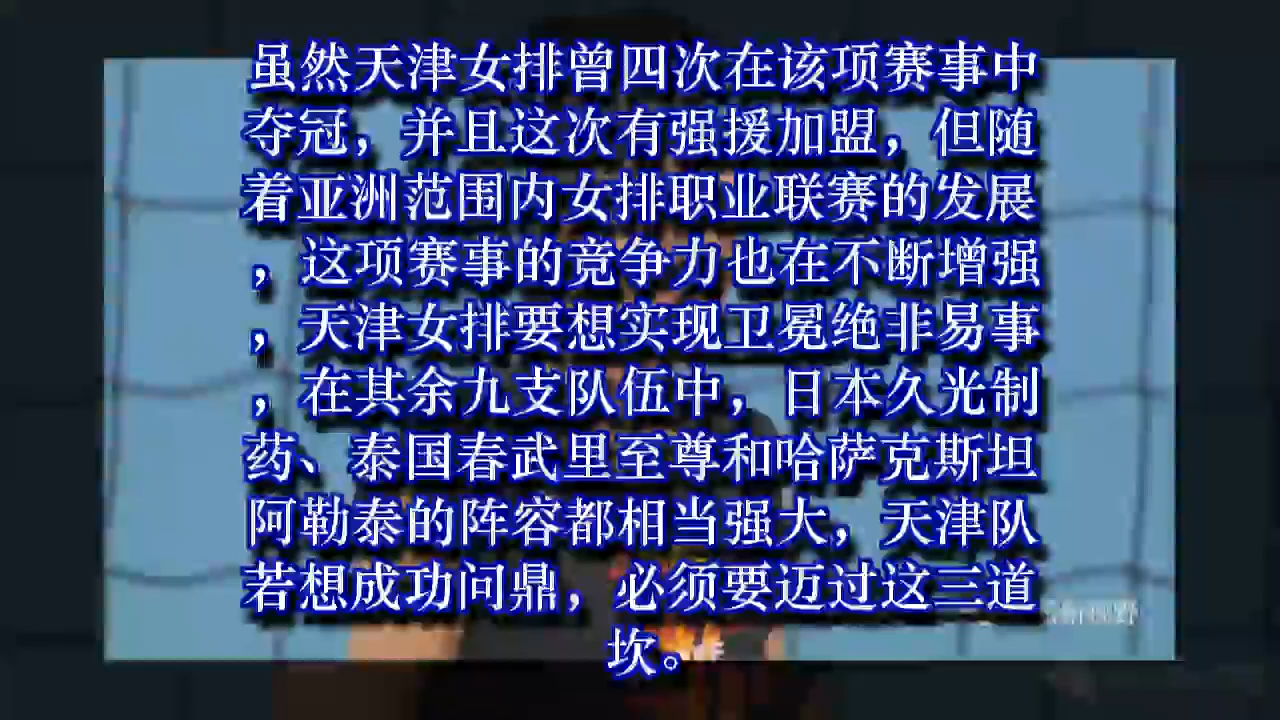 虽然天津女排曾四次在该项赛事中
夺冠，并且这次有强援加盟，但随
着亚洲范围内女排职业联赛的发展
，这项赛事的竞争力也在不断增强
，天津女排要想实现卫冕绝非易事
，在其余九支队伍中，日本久光制
药、泰国春武里至尊和哈萨克斯坦
阿勒泰的阵容都相当强大，天津队
若想成功问鼎，必须要迈过这三道
坎。